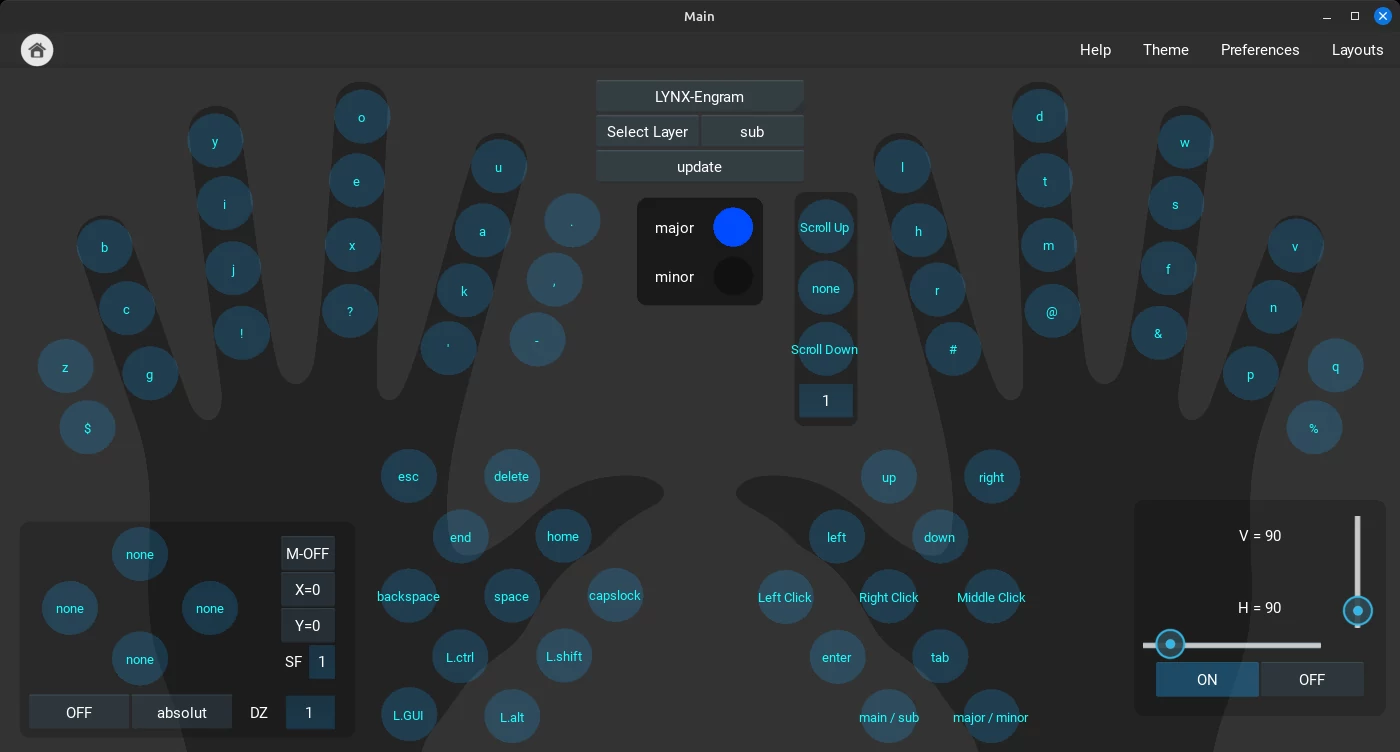 Main
Help Theme Preferences Layouts
LYNX-Engram
Select Layer sub
update
major
minor
Scroll Up
none
Scroll Down
1
b
c
g
z
$
y
i
j
!
o
e
x
?
u
a
k
'
.
,
-
l
h
r
#
d
t
m
@
w
s
f
&
v
n
p
q
%
esc delete
end home
backspace space capslock
L.ctrl L.shift
L.GUI L.alt
up right
left down
Left Click Right Click Middle Click
enter tab
main / sub major / minor
none
none none
none
M-OFF
X=0
Y=0
SF 1
OFF absolut DZ 1
V = 90
H = 90
ON OFF